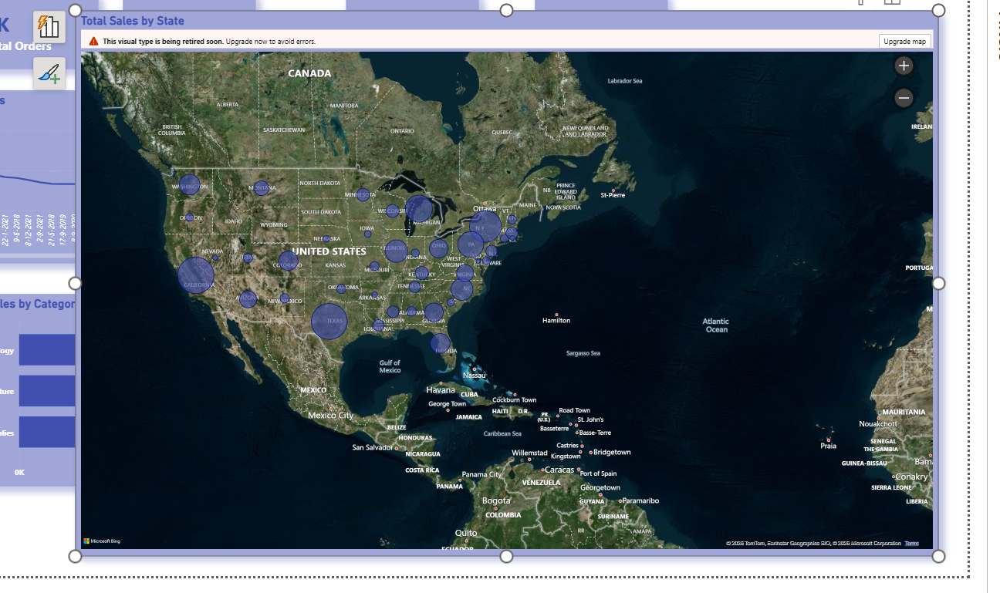 K
tal Orders
Total Sales by State
This visual type is being retired soon. Upgrade now to avoid errors.
Upgrade map
s
22-1-2021
9-6-2018
8-12-2021
2-9-2021
21-5-2018
17-9-2019
les by Categor
logy
ture
plies
0K
CANADA
Labrador Sea
ALBERTA
MANITOBA
BRITISH
COLUMBIA
SASKATCHEWAN
ONTARIO
QUEBEC
NEWFOUNDLAND
AND LABRADOR
IRELAN
WASHINGTON
MONTANA
NORTH DAKOTA
MINNESOTA
NB
PRINCE
EDWARD
ISLAND
St-Pierre
MAINE
NOVA SCOTIA
Ottawa
VT.
SOUTH DAKOTA
WISCONSIN
MICHIGAN
OREGON
IDAHO
WYOMING
IOWA
N.Y.
MASS.
NEBRASKA
NEVADA
UTAH
UNITED STATES
ILLINOIS
INDIANA
OHIO
PA
N.J.
DELAWARE
COLORADO
KANSAS
MISSOURI
WEST
VIRGINIA
KENTUCKY
VIRGINIA
PORTUGA
CALIFORNIA
ARIZONA
NEW MEXICO
OKLAHOMA
ARKANSAS
TENNESSEE
NC
TEXAS
MISSISSIPPI
ALABAMA
GEORGIA
LOUISIANA
FLORIDA
M
Hamilton
Atlantic
Ocean
Sargasso Sea
Gulf of
Mexico
Nassau
MEXICO
Havana
CUBA
Mexico City
George Town
Cockburn Town
JAMAICA
HAITI
D.R.
PR
(U.S.)
Road Town
St. John's
Basseterre
Basse-Terre
BELIZE
HONDURAS
Caribbean Sea
San Salvador
NICARAGUA
Willemstad
Castries
Kingstown
Bridgetown
COSTA RICA
Panama City
PANAMA
Caracas
Port of Spain
VENEZUELA
Georgetown
Bogota
COLOMBIA
GUYANA
Paramaribo
SURINAME
RR
AMAPÁ
Quito
ECUADOR
MAURITANIA
Nouakchott
Praia
SENEGAL
THE GAMBIA
GUINEA-BISSAU
Bam
Conakry
SIERRA LEONE
LIBERIA
Microsoft Bing
© 2026 TomTom, Earthstar Geographics SIO, © 2026 Microsoft Corporation Terms